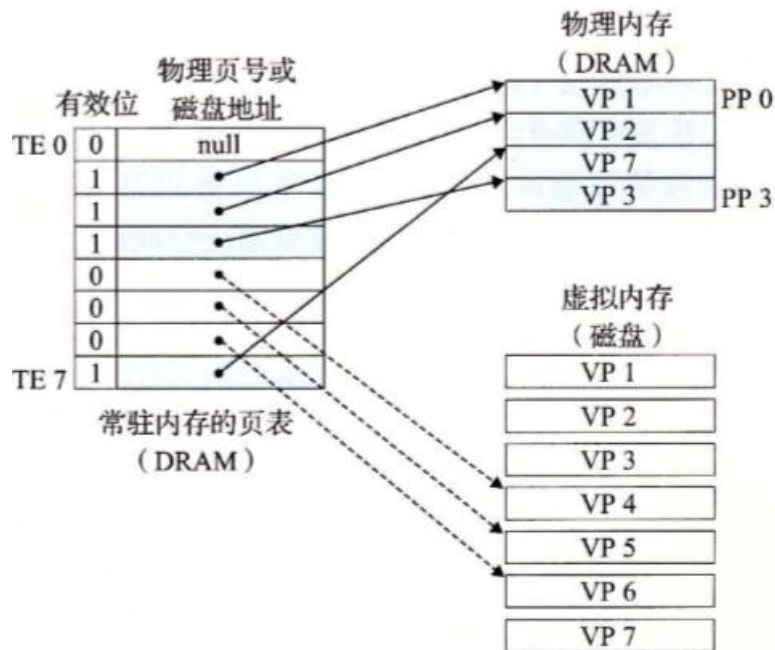 物理页号或
磁盘地址
有效位
TE 0 0 null
1
1
1
0
0
0
TE 7 1
常驻内存的页表
（DRAM）
物理内存
（DRAM）
VP 1 PP 0
VP 2
VP 7
VP 3 PP 3
虚拟内存
（磁盘）
VP 1
VP 2
VP 3
VP 4
VP 5
VP 6
VP 7